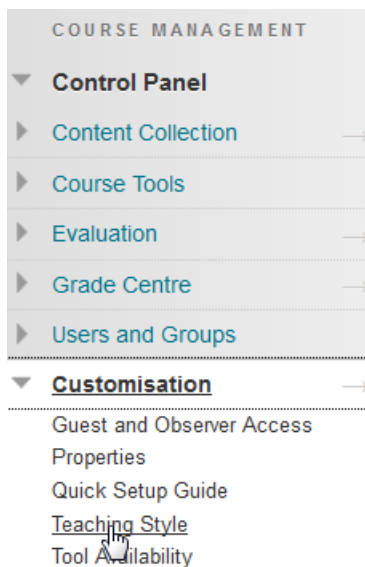 COURSE MANAGEMENT
Control Panel
Content Collection
Course Tools
Evaluation
Grade Centre
Users and Groups
Customisation
Guest and Observer Access
Properties
Quick Setup Guide
Teaching Style
Tool Availability